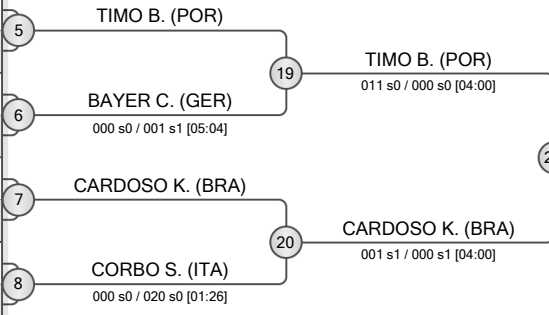 TIMO B. (POR)
5
19
TIMO B. (POR)
011 s0 / 000 s0 [04:00]
BAYER C. (GER)
6
000 s0 / 001 s1 [05:04]
CARDOSO K. (BRA)
7
20
CARDOSO K. (BRA)
001 s1 / 000 s1 [04:00]
CORBO S. (ITA)
8
000 s0 / 020 s0 [01:26]